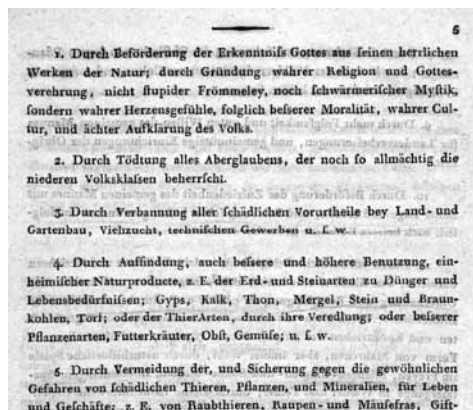 5
1. Durch Beförderung der Erkenntniſs Gottes aus ſeinen herrlichen
Werken der Natur; durch Gründung wahrer Religion und Gottes-
verehrung, nicht ſtupider Frömmeley, noch ſchwärmeriſcher Myſtik,
ſondern wahrer Herzensgefühle, folglich beſserer Moralität, wahrer Cul-
tur, und ächter Aufklärung des Volks.
2. Durch Tödtung alles Aberglaubens, der noch ſo allmächtig die
niederen Volksklaſsen beherrſcht.
3. Durch Verbannung aller ſchädlichen Vorurtheile bey Land- und
Gartenbau, Viehzucht, techniſchen Gewerben u. ſ. w.
4. Durch Auffindung, auch beſsere und höhere Benutzung, ein-
heimiſcher Naturproducte, z. E. der Erd- und Steinarten zu Dünger und
Lebensbedürfniſsen; Gyps, Kalk, Thon, Mergel, Stein und Braun-
kohlen, Torf; oder der ThierArten, durch ihre Veredlung; oder beſserer
Pflanzenarten, Futterkräuter, Obſt, Gemüſe; u. ſ. w.
5. Durch Vermeidung der, und Sicherung gegen die gewöhnlichen
Gefahren von ſchädlichen Thieren, Pflanzen, und Mineralien, für Leben
und Geſchäfte; z. E. von Raubthieren, Raupen- und Mäuſefras, Gift-